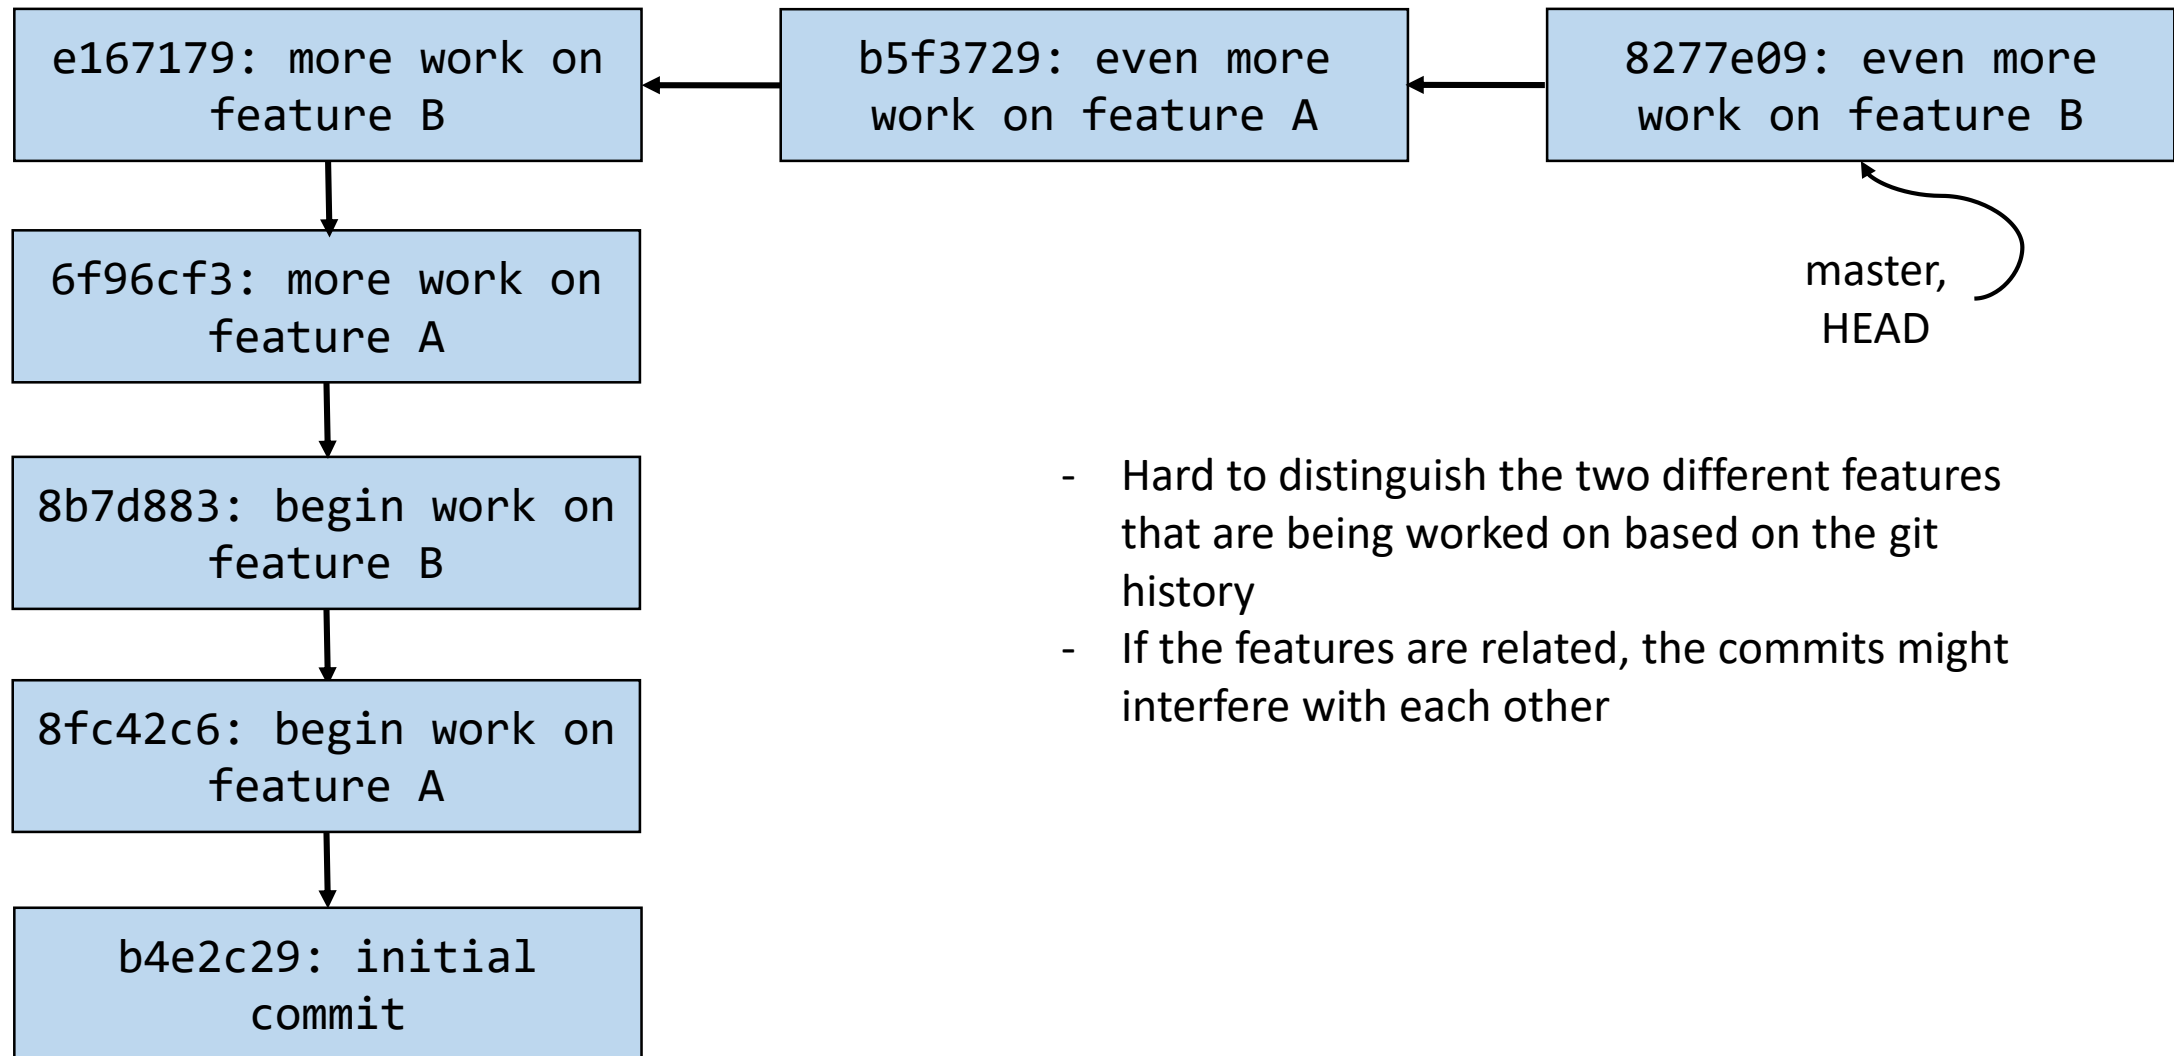 e167179: more work on
feature B
b5f3729: even more
work on feature A
8277e09: even more
work on feature B
6f96cf3: more work on
feature A
master,
HEAD
8b7d883: begin work on
feature B
- Hard to distinguish the two different features
that are being worked on based on the git
history
- If the features are related, the commits might
interfere with each other
8fc42c6: begin work on
feature A
b4e2c29: initial
commit